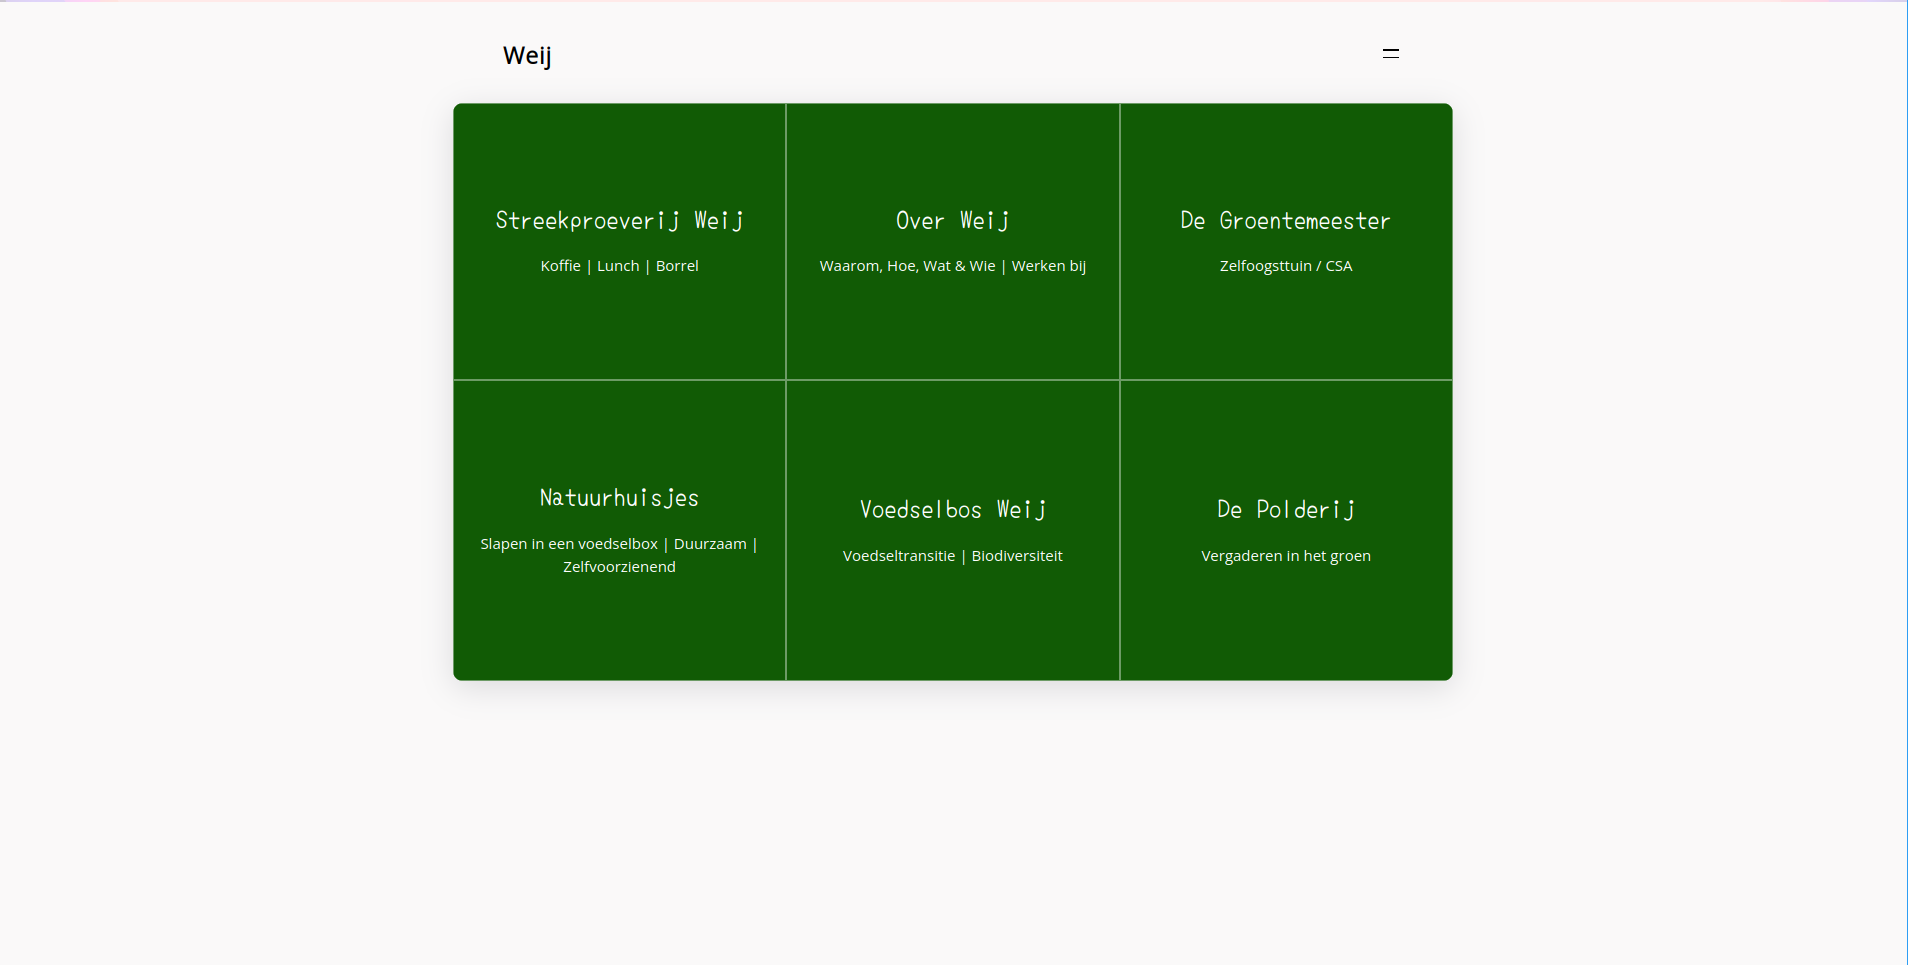 Weij
Streekproeverij Weij
Koffie | Lunch | Borrel
Over Weij
Waarom, Hoe, Wat & Wie | Werken bij
De Groentemeester
Zelfoogsttuin / CSA
Natuurhuisjes
Slapen in een voedselbox | Duurzaam |
Zelfvoorzienend
Voedselbos Weij
Voedseltransitie | Biodiversiteit
De Polderij
Vergaderen in het groen